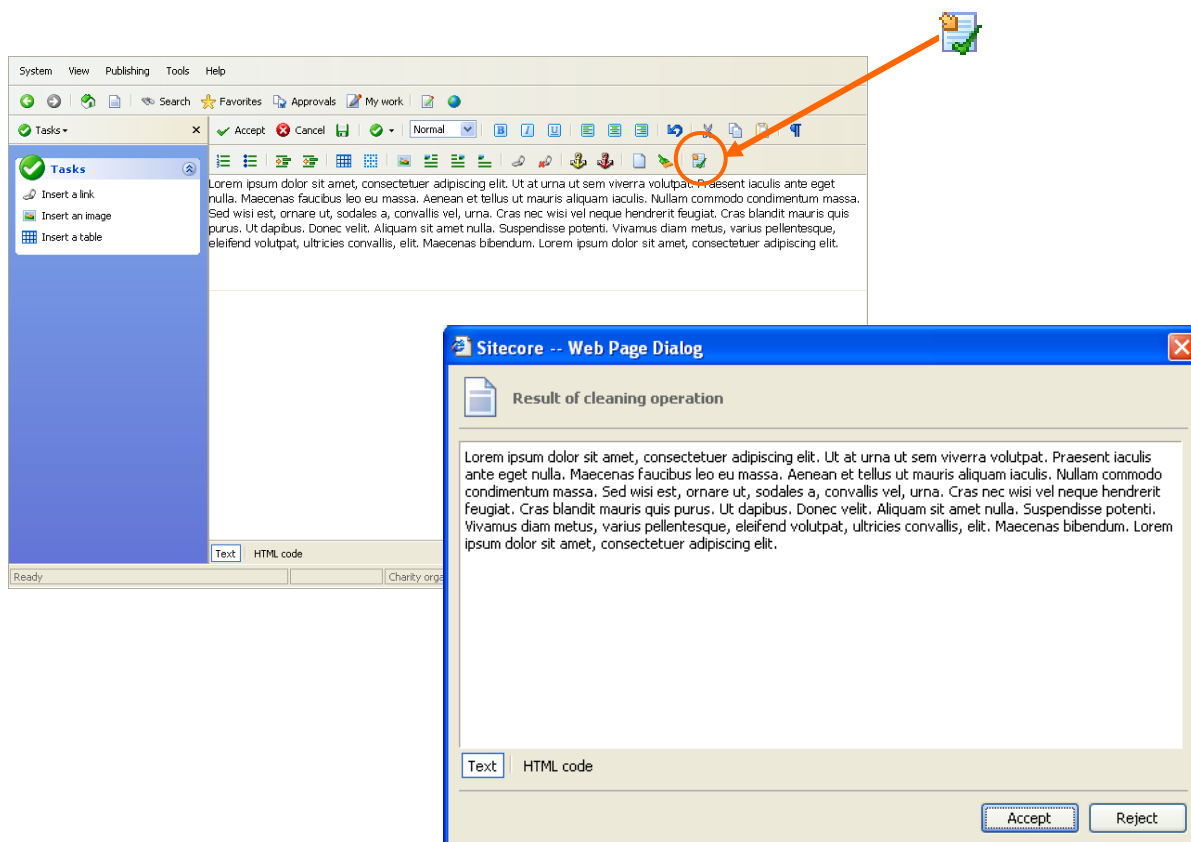 System View Publishing Tools Help
Search Favorites Approvals My work
Tasks Accept Cancel Normal B I U ¶
Tasks
Insert a link
Insert an image
Insert a table
Lorem ipsum dolor sit amet, consectetuer adipiscing elit. Ut at urna ut sem viverra volutpat. Praesent iaculis ante eget
nulla. Maecenas faucibus leo eu massa. Aenean et tellus ut mauris aliquam iaculis. Nullam commodo condimentum massa.
Sed wisi est, ornare ut, sodales a, convallis vel, urna. Cras nec wisi vel neque hendrerit feugiat. Cras blandit mauris quis
purus. Ut dapibus. Donec velit. Aliquam sit amet nulla. Suspendisse potenti. Vivamus diam metus, varius pellentesque,
eleifend volutpat, ultricies convallis, elit. Maecenas bibendum. Lorem ipsum dolor sit amet, consectetuer adipiscing elit.
Text HTML code
Ready Charity orga
Sitecore -- Web Page Dialog
Result of cleaning operation
Lorem ipsum dolor sit amet, consectetuer adipiscing elit. Ut at urna ut sem viverra volutpat. Praesent iaculis
ante eget nulla. Maecenas faucibus leo eu massa. Aenean et tellus ut mauris aliquam iaculis. Nullam commodo
condimentum massa. Sed wisi est, ornare ut, sodales a, convallis vel, urna. Cras nec wisi vel neque hendrerit
feugiat. Cras blandit mauris quis purus. Ut dapibus. Donec velit. Aliquam sit amet nulla. Suspendisse potenti.
Vivamus diam metus, varius pellentesque, eleifend volutpat, ultricies convallis, elit. Maecenas bibendum. Lorem
ipsum dolor sit amet, consectetuer adipiscing elit.
Text HTML code
Accept Reject